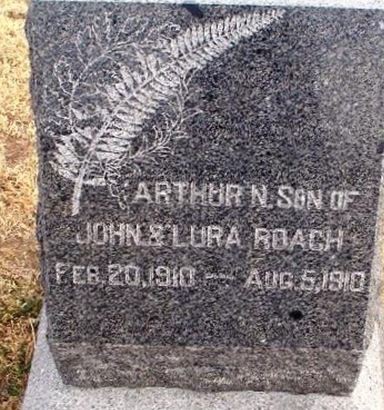 ARTHUR N. SON OF
JOHN & LURA ROACH
FEB. 20, 1910 — AUG. 5, 1910